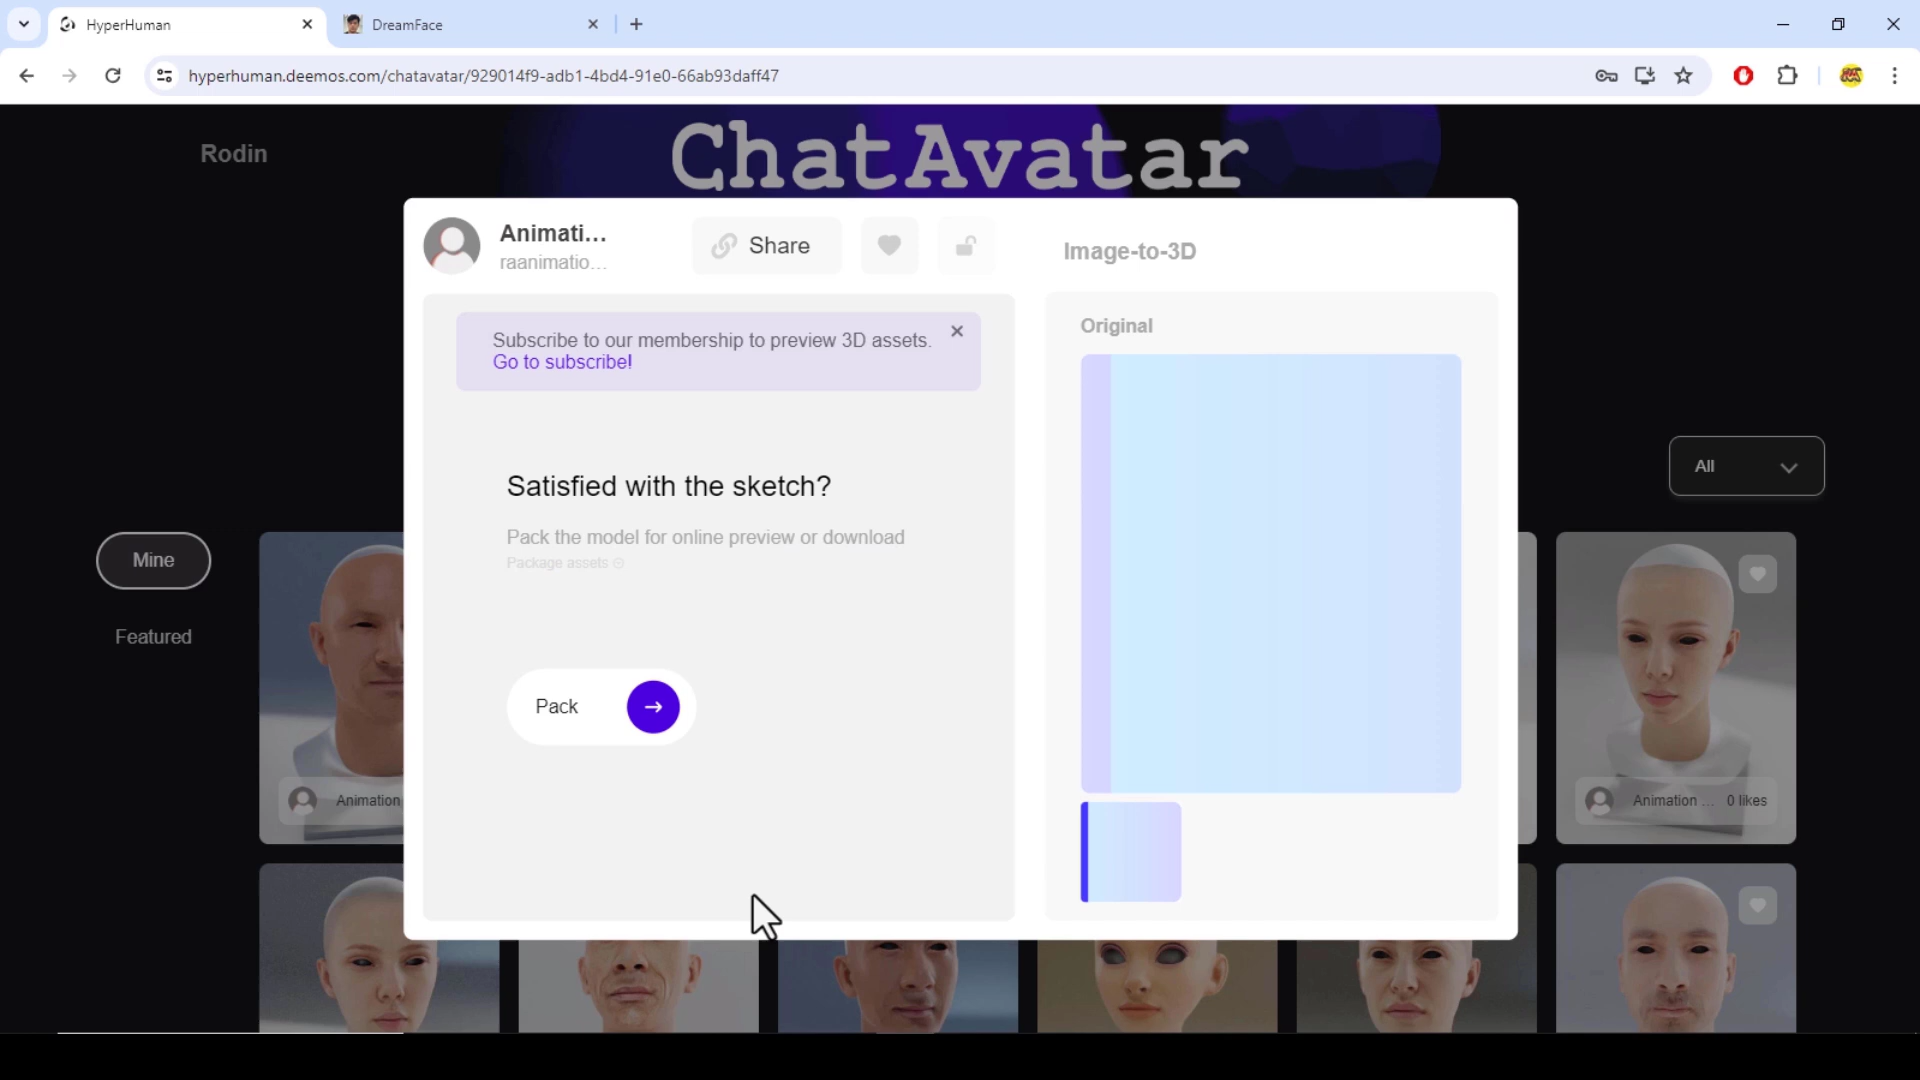 HyperHuman
DreamFace
hyperhuman.deemos.com/chatavatar/929014f9-adb1-4bd4-91e0-66ab93daff47
Rodin
ChatAvatar
Animati...
raanimatio...
Share
Image-to-3D
Subscribe to our membership to preview 3D assets.
Go to subscribe!
Original
All
Satisfied with the sketch?
Pack the model for online preview or download
Package assets
Mine
Featured
Pack
Animation
Animation ... 0 likes